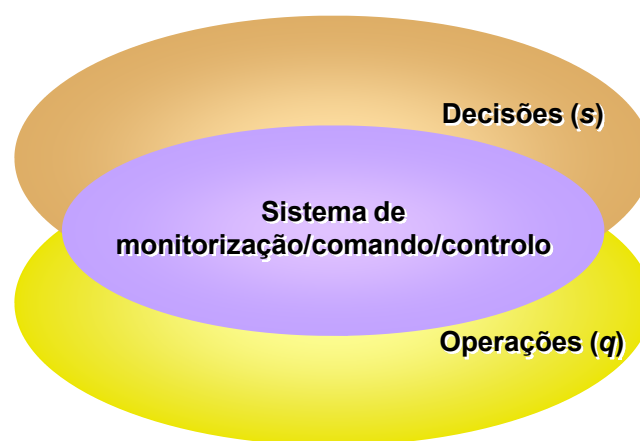 Decisões (s)
Sistema de
monitorização/comando/controlo
Operações (q)